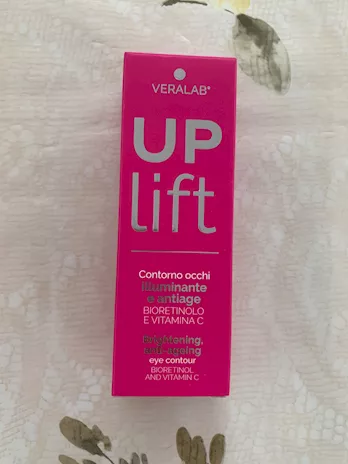 VERALAB®
UP
lift
Contorno occhi
illuminante
e antiage
BIORETINOLO
E VITAMINA C
Brightening,
anti-ageing
eye contour
BIORETINOL
AND VITAMIN C